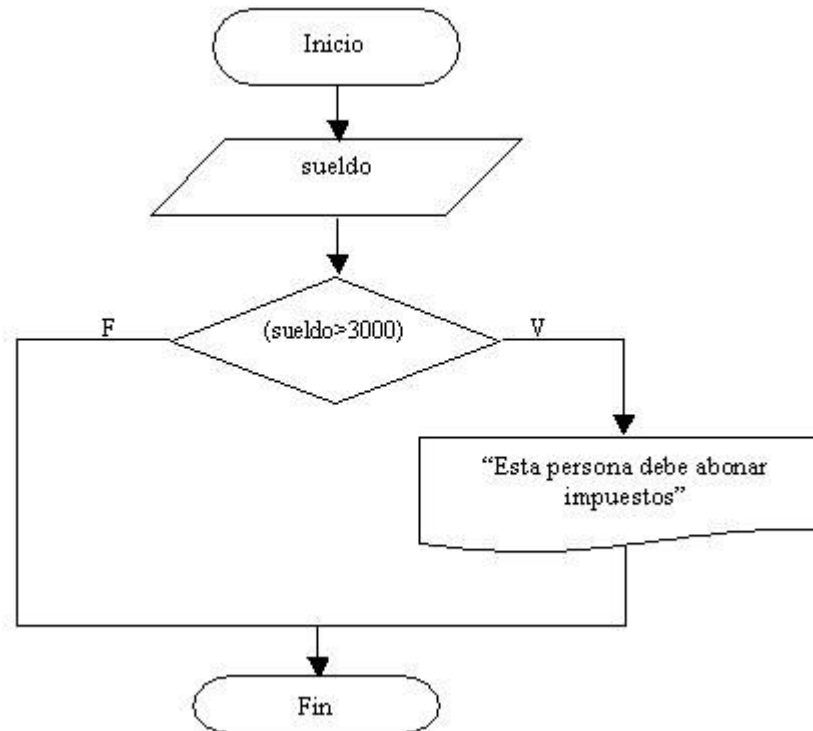 Inicio
sueldo
(sueldo>3000)
F
V
“Esta persona debe abonar
impuestos”
Fin